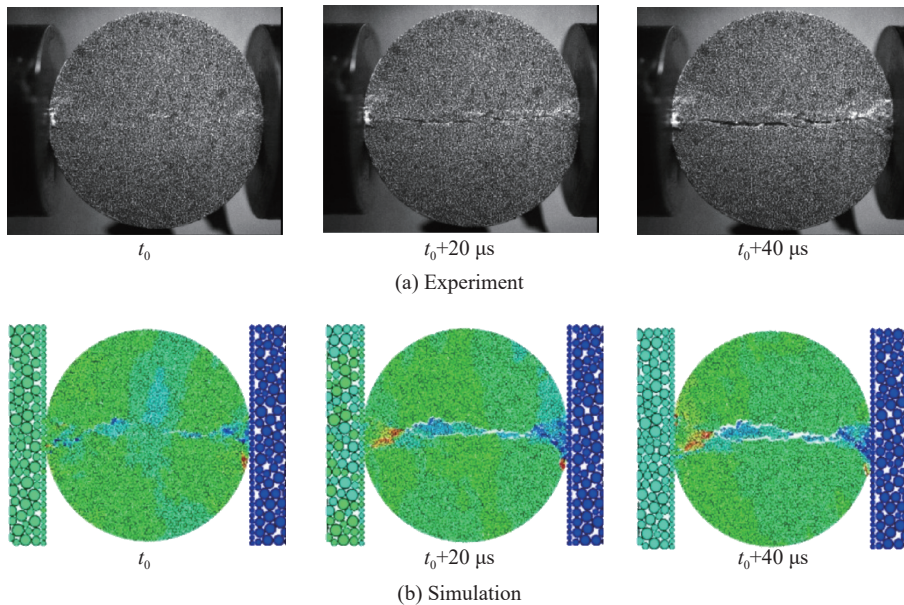 t₀ t₀+20 μs t₀+40 μs
(a) Experiment
t₀ t₀+20 μs t₀+40 μs
(b) Simulation